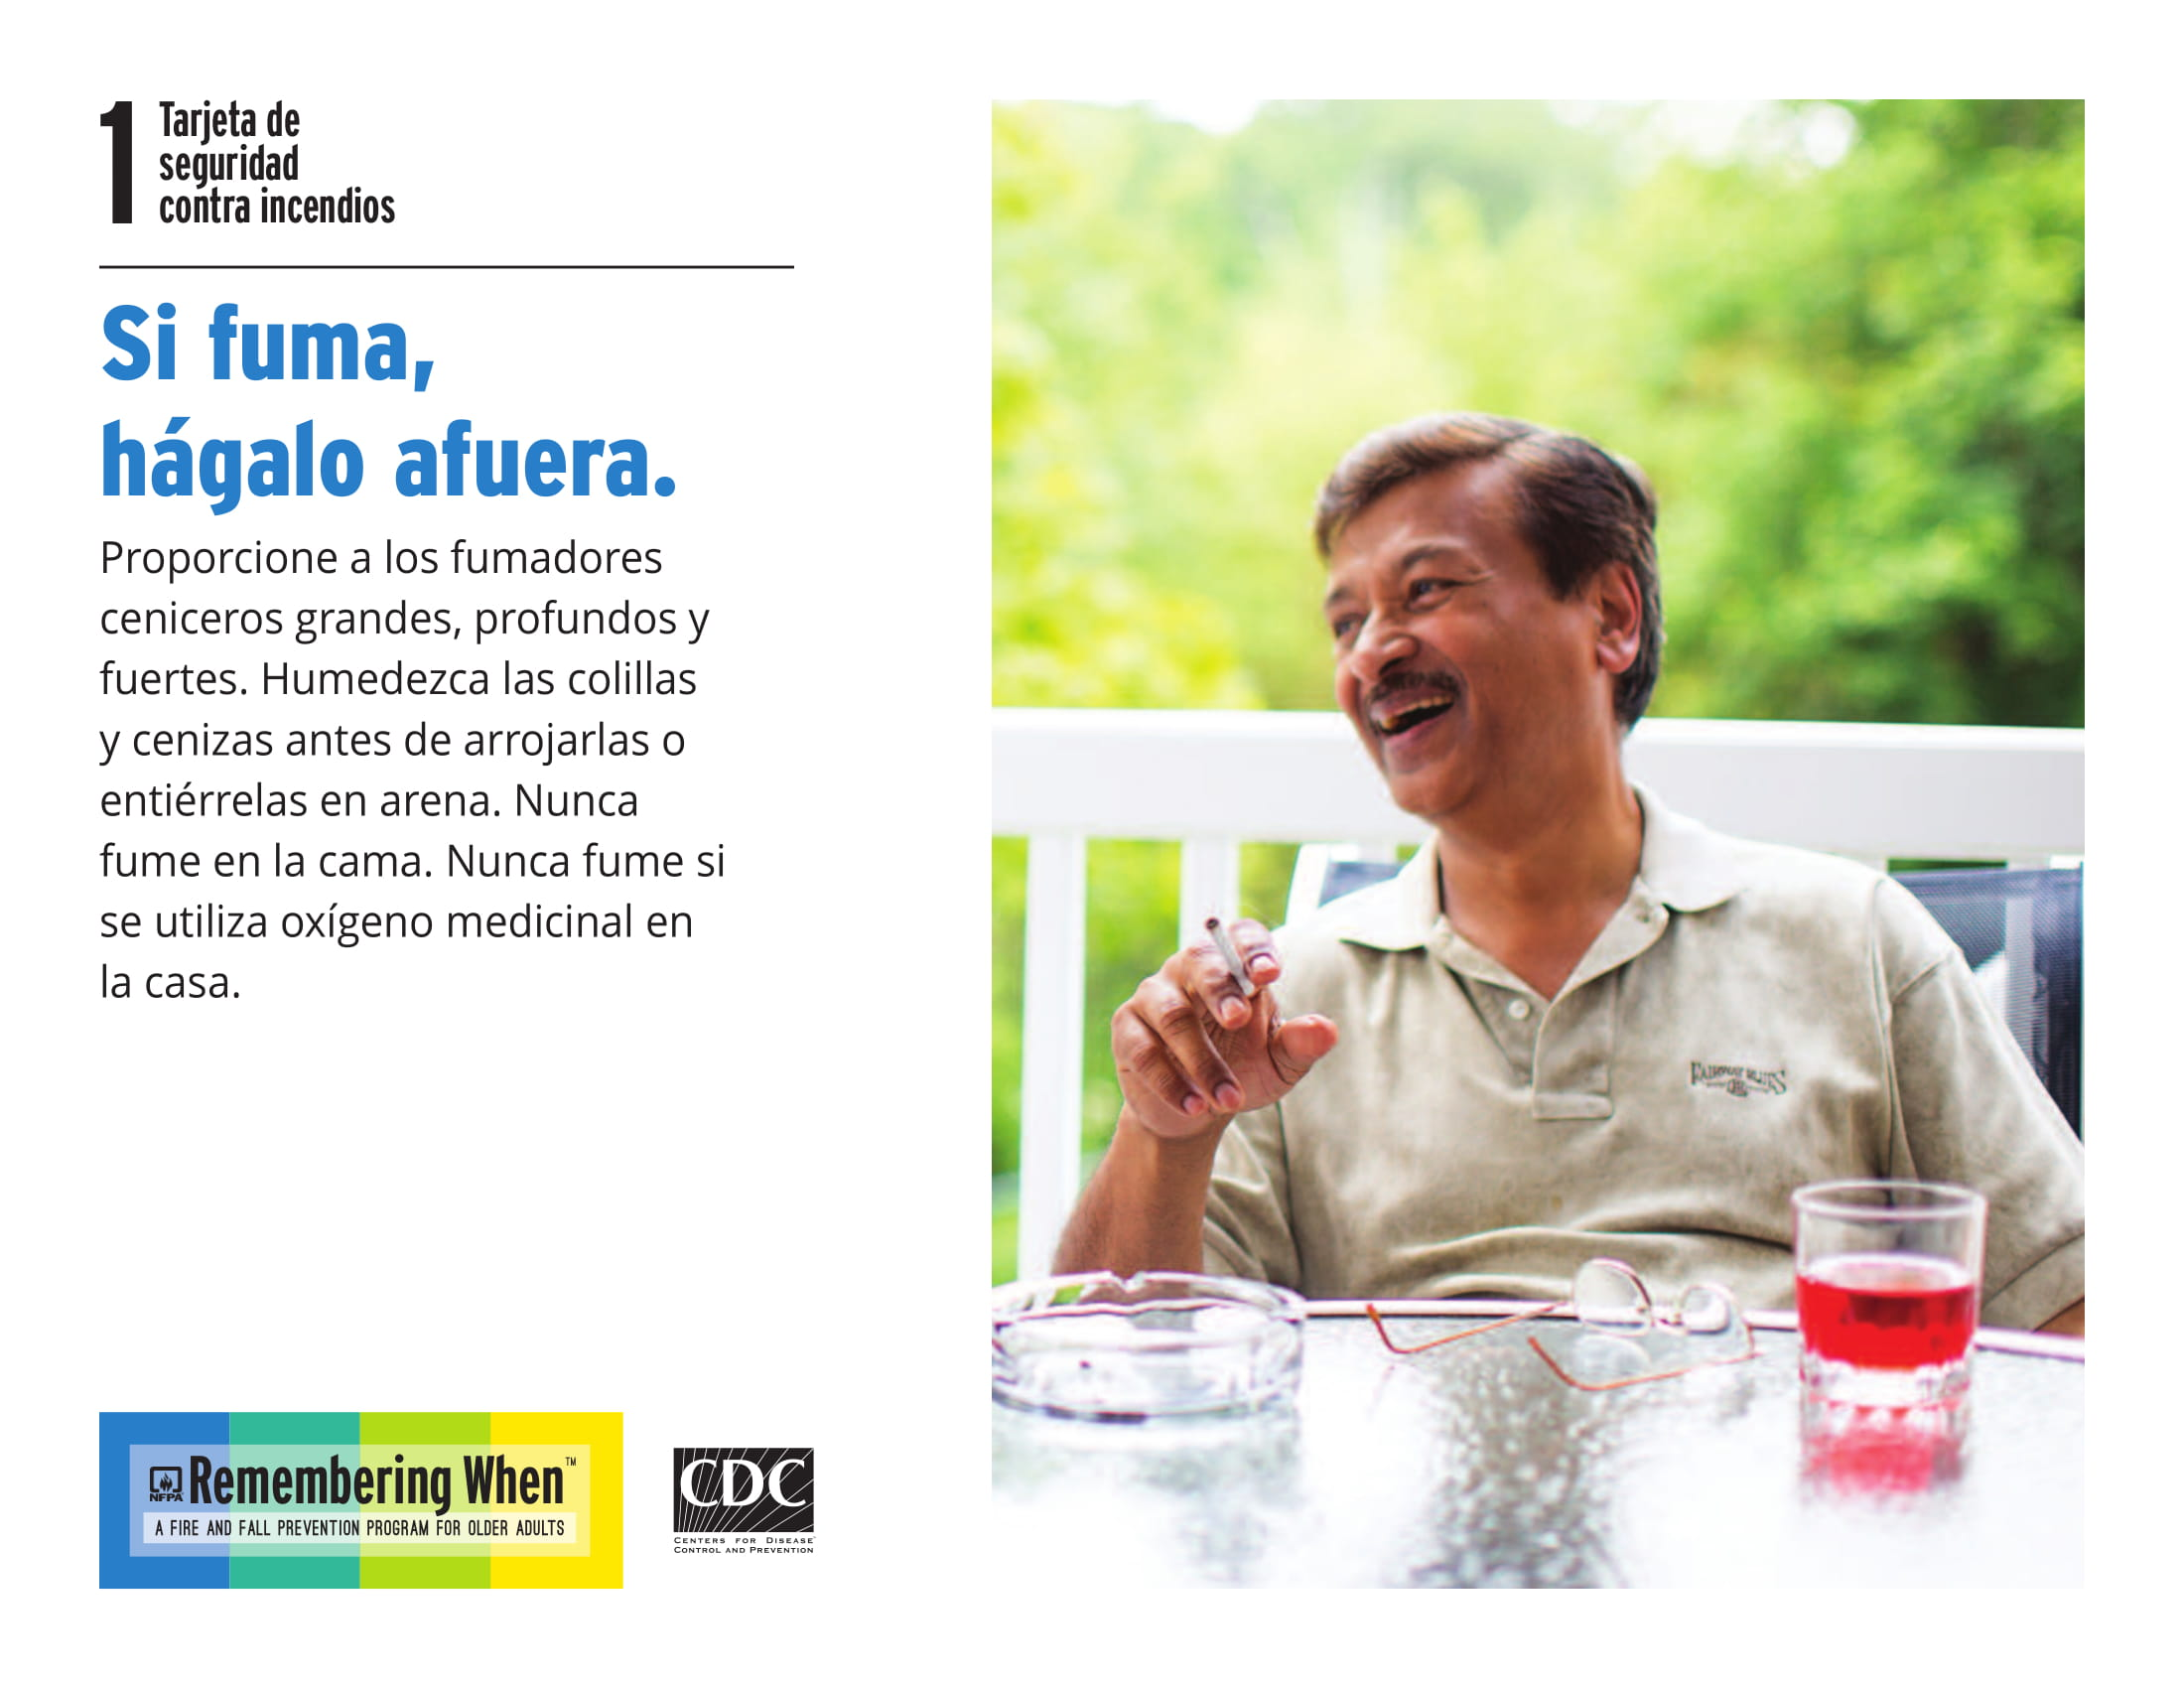 1
Tarjeta de
seguridad
contra incendios
Si fuma,
hágalo afuera.
Proporcione a los fumadores
ceniceros grandes, profundos y
fuertes. Humedezca las colillas
y cenizas antes de arrojarlas o
entiérrelas en arena. Nunca
fume en la cama. Nunca fume si
se utiliza oxígeno medicinal en
la casa.
NFPA
Remembering When™
A FIRE AND FALL PREVENTION PROGRAM FOR OLDER ADULTS
CDC
CENTERS FOR DISEASE
CONTROL AND PREVENTION